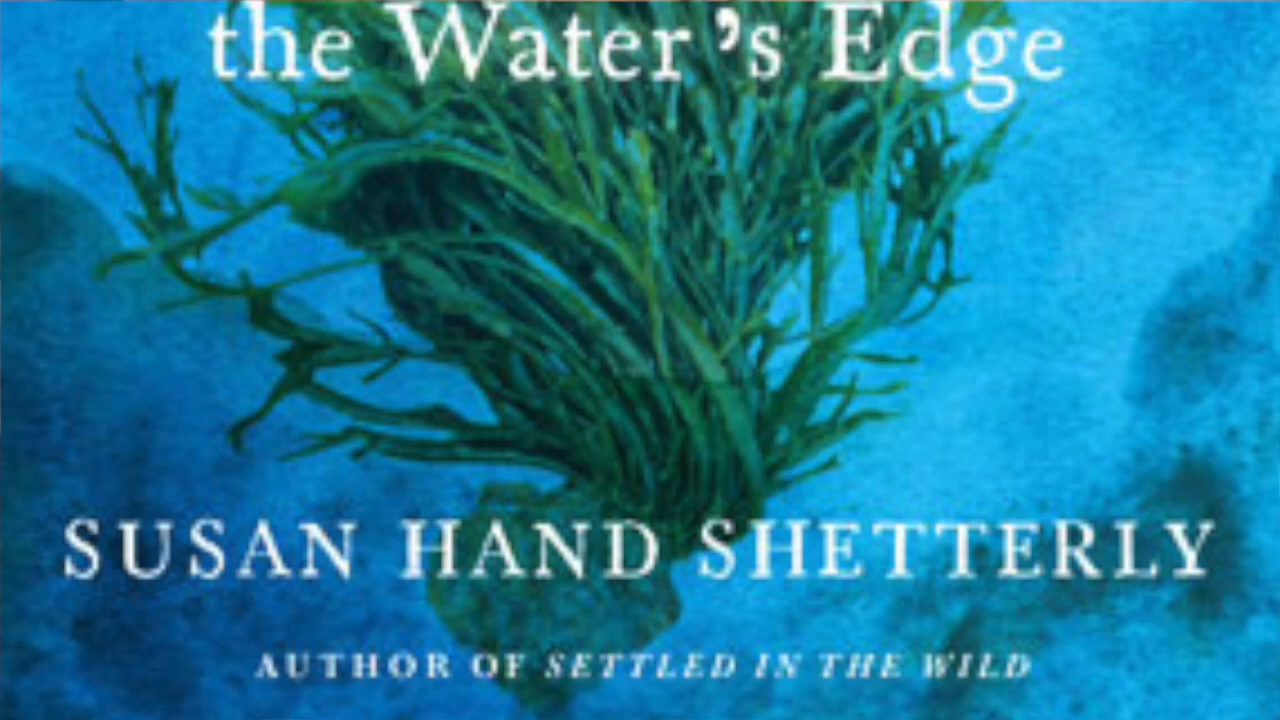 the Water's Edge
SUSAN HAND SHETTERLY
AUTHOR OF SETTLED IN THE WILD